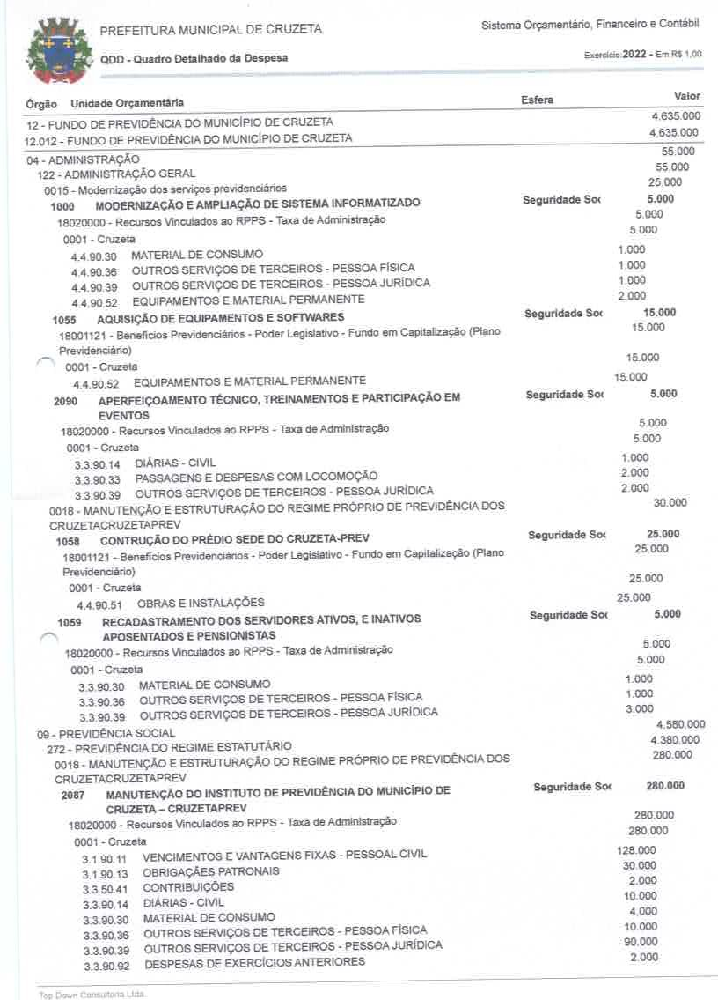 PREFEITURA MUNICIPAL DE CRUZETA
Sistema Orçamentário, Financeiro e Contábil
QDD - Quadro Detalhado da Despesa
Exercício: 2022 - Em R$ 1,00
Órgão Unidade Orçamentária Esfera Valor
12 - FUNDO DE PREVIDÊNCIA DO MUNICÍPIO DE CRUZETA 4.635.000
12.012 - FUNDO DE PREVIDÊNCIA DO MUNICÍPIO DE CRUZETA 4.635.000
04 - ADMINISTRAÇÃO 55.000
122 - ADMINISTRAÇÃO GERAL 55.000
0015 - Modernização dos serviços previdenciários 25.000
1000 MODERNIZAÇÃO E AMPLIAÇÃO DE SISTEMA INFORMATIZADO Seguridade Soc 5.000
18020000 - Recursos Vinculados ao RPPS - Taxa de Administração 5.000
0001 - Cruzeta 5.000
4.4.90.30 MATERIAL DE CONSUMO 1.000
4.4.90.36 OUTROS SERVIÇOS DE TERCEIROS - PESSOA FÍSICA 1.000
4.4.90.39 OUTROS SERVIÇOS DE TERCEIROS - PESSOA JURÍDICA 1.000
4.4.90.52 EQUIPAMENTOS E MATERIAL PERMANENTE 2.000
1055 AQUISIÇÃO DE EQUIPAMENTOS E SOFTWARES Seguridade Soc 15.000
18001121 - Benefícios Previdenciários - Poder Legislativo - Fundo em Capitalização (Plano 15.000
Previdenciário)
0001 - Cruzeta 15.000
4.4.90.52 EQUIPAMENTOS E MATERIAL PERMANENTE 15.000
2090 APERFEIÇOAMENTO TÉCNICO, TREINAMENTOS E PARTICIPAÇÃO EM Seguridade Soc 5.000
EVENTOS
18020000 - Recursos Vinculados ao RPPS - Taxa de Administração 5.000
0001 - Cruzeta 5.000
3.3.90.14 DIÁRIAS - CIVIL 1.000
3.3.90.33 PASSAGENS E DESPESAS COM LOCOMOÇÃO 2.000
3.3.90.39 OUTROS SERVIÇOS DE TERCEIROS - PESSOA JURÍDICA 2.000
0018 - MANUTENÇÃO E ESTRUTURAÇÃO DO REGIME PRÓPRIO DE PREVIDÊNCIA DOS 30.000
CRUZETACRUZETAPREV
1058 CONTRUÇÃO DO PRÉDIO SEDE DO CRUZETA-PREV Seguridade Soc 25.000
18001121 - Benefícios Previdenciários - Poder Legislativo - Fundo em Capitalização (Plano 25.000
Previdenciário)
0001 - Cruzeta 25.000
4.4.90.51 OBRAS E INSTALAÇÕES 25.000
1059 RECADASTRAMENTO DOS SERVIDORES ATIVOS, E INATIVOS Seguridade Soc 5.000
APOSENTADOS E PENSIONISTAS
18020000 - Recursos Vinculados ao RPPS - Taxa de Administração 5.000
0001 - Cruzeta 5.000
3.3.90.30 MATERIAL DE CONSUMO 1.000
3.3.90.36 OUTROS SERVIÇOS DE TERCEIROS - PESSOA FÍSICA 1.000
3.3.90.39 OUTROS SERVIÇOS DE TERCEIROS - PESSOA JURÍDICA 3.000
09 - PREVIDÊNCIA SOCIAL 4.580.000
272 - PREVIDÊNCIA DO REGIME ESTATUTÁRIO 4.380.000
0018 - MANUTENÇÃO E ESTRUTURAÇÃO DO REGIME PRÓPRIO DE PREVIDÊNCIA DOS 280.000
CRUZETACRUZETAPREV
2087 MANUTENÇÃO DO INSTITUTO DE PREVIDÊNCIA DO MUNICÍPIO DE Seguridade Soc 280.000
CRUZETA – CRUZETAPREV
18020000 - Recursos Vinculados ao RPPS - Taxa de Administração 280.000
0001 - Cruzeta 280.000
3.1.90.11 VENCIMENTOS E VANTAGENS FIXAS - PESSOAL CIVIL 128.000
3.1.90.13 OBRIGAÇÃES PATRONAIS 30.000
3.3.50.41 CONTRIBUIÇÕES 2.000
3.3.90.14 DIÁRIAS - CIVIL 10.000
3.3.90.30 MATERIAL DE CONSUMO 4.000
3.3.90.36 OUTROS SERVIÇOS DE TERCEIROS - PESSOA FÍSICA 10.000
3.3.90.39 OUTROS SERVIÇOS DE TERCEIROS - PESSOA JURÍDICA 90.000
3.3.90.92 DESPESAS DE EXERCÍCIOS ANTERIORES 2.000
Top Down Consultoria Ltda.